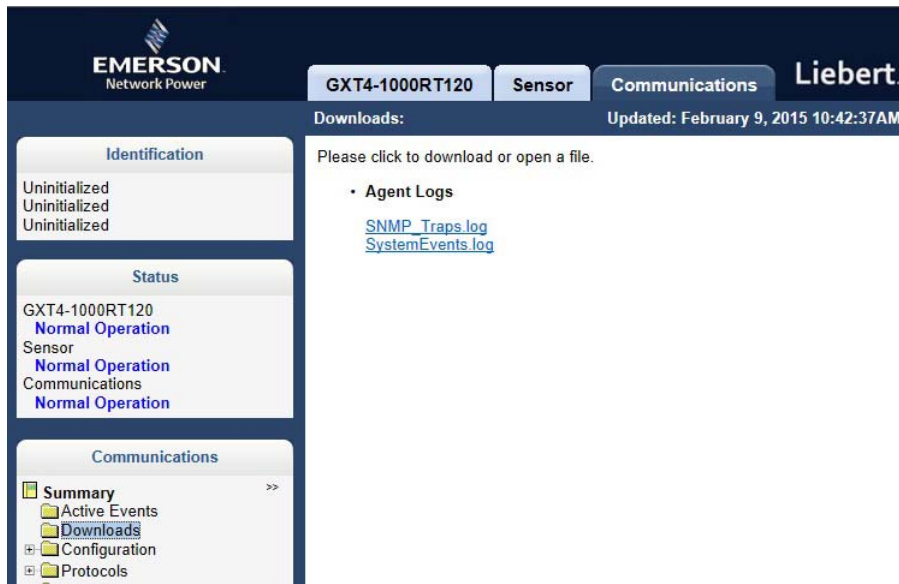 EMERSON.
Network Power
GXT4-1000RT120
Sensor
Communications
Liebert.
Downloads:
Updated: February 9, 2015 10:42:37AM
Identification
Uninitialized
Uninitialized
Uninitialized
Status
GXT4-1000RT120
Normal Operation
Sensor
Normal Operation
Communications
Normal Operation
Communications
Summary >>
Active Events
Downloads
Configuration
Protocols
Please click to download or open a file.
• Agent Logs
SNMP_Traps.log
SystemEvents.log